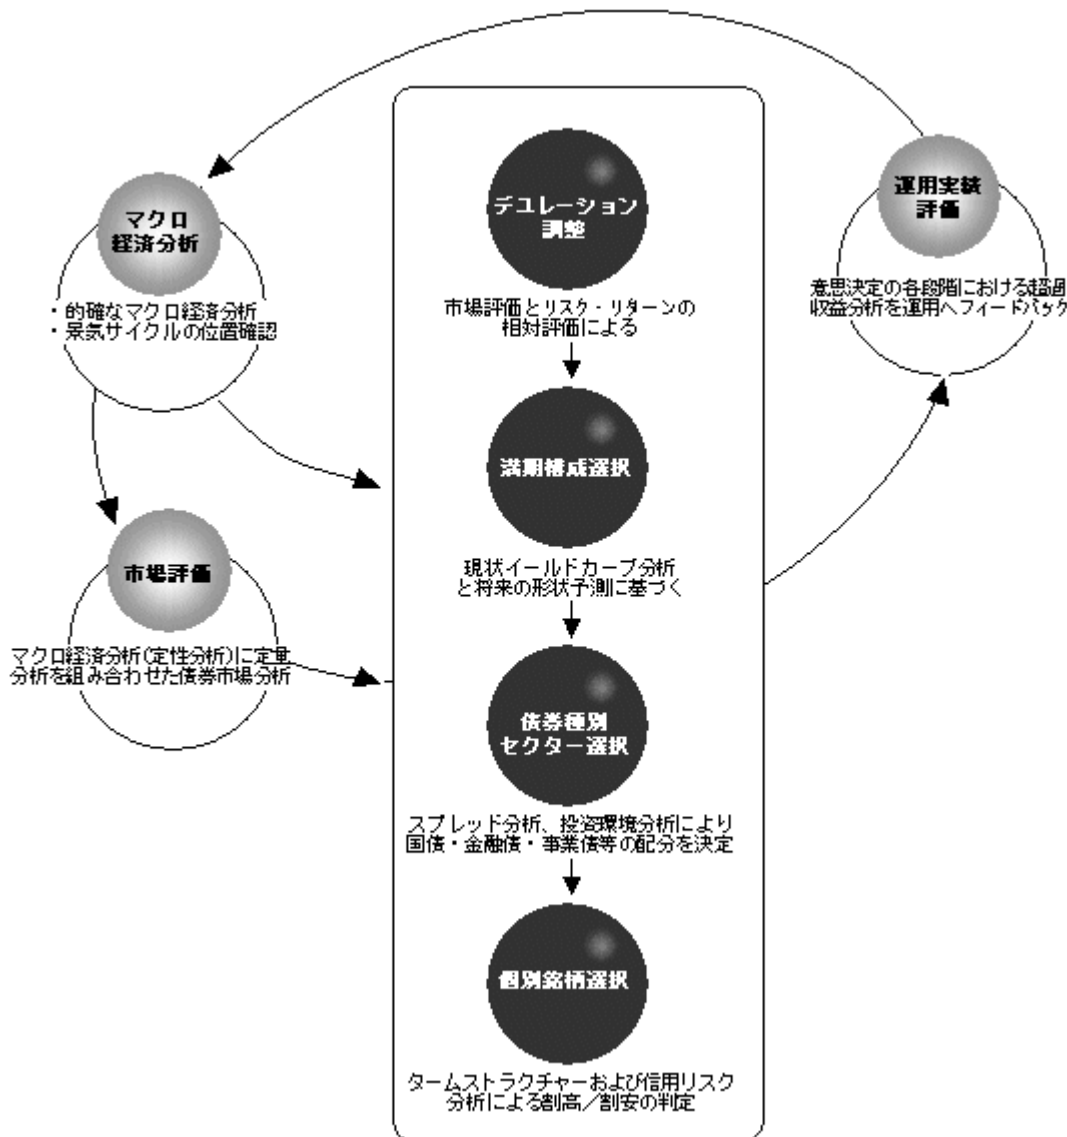 マクロ
経済分析
・的確なマクロ経済分析
・景気サイクルの位置確認
市場評価
マクロ経済分析(定性分析)に定量
分析を組み合わせた債券市場分析
デュレーション
調整
市場評価とリスク・リターンの
相対評価による
満期構成選択
現状イールドカーブ分析
と将来の形状予測に基づく
債券種別
セクター選択
スプレッド分析、投資環境分析により
国債・金融債・事業債等の配分を決定
個別銘柄選択
タームストラクチャーおよび信用リスク
分析による割高／割安の判定
運用実績
評価
意思決定の各段階における超過
収益分析を運用へフィードバック